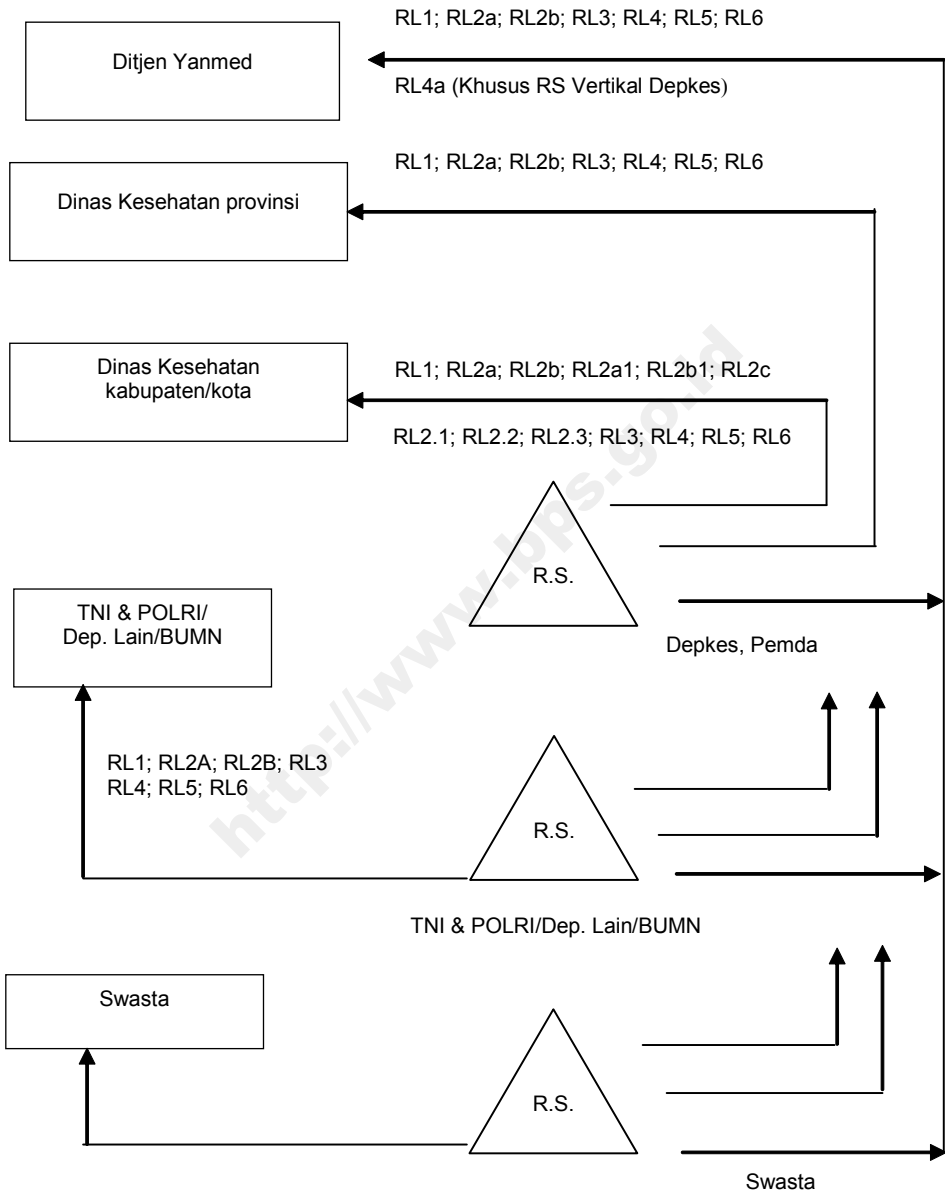 RL1; RL2a; RL2b; RL3; RL4; RL5; RL6
Ditjen Yanmed
RL4a (Khusus RS Vertikal Depkes)
RL1; RL2a; RL2b; RL3; RL4; RL5; RL6
Dinas Kesehatan provinsi
Dinas Kesehatan
kabupaten/kota
RL1; RL2a; RL2b; RL2a1; RL2b1; RL2c
RL2.1; RL2.2; RL2.3; RL3; RL4; RL5; RL6
R.S.
TNI & POLRI/
Dep. Lain/BUMN
Depkes, Pemda
RL1; RL2A; RL2B; RL3
RL4; RL5; RL6
R.S.
TNI & POLRI/Dep. Lain/BUMN
Swasta
R.S.
Swasta
http://www.bps.go.id